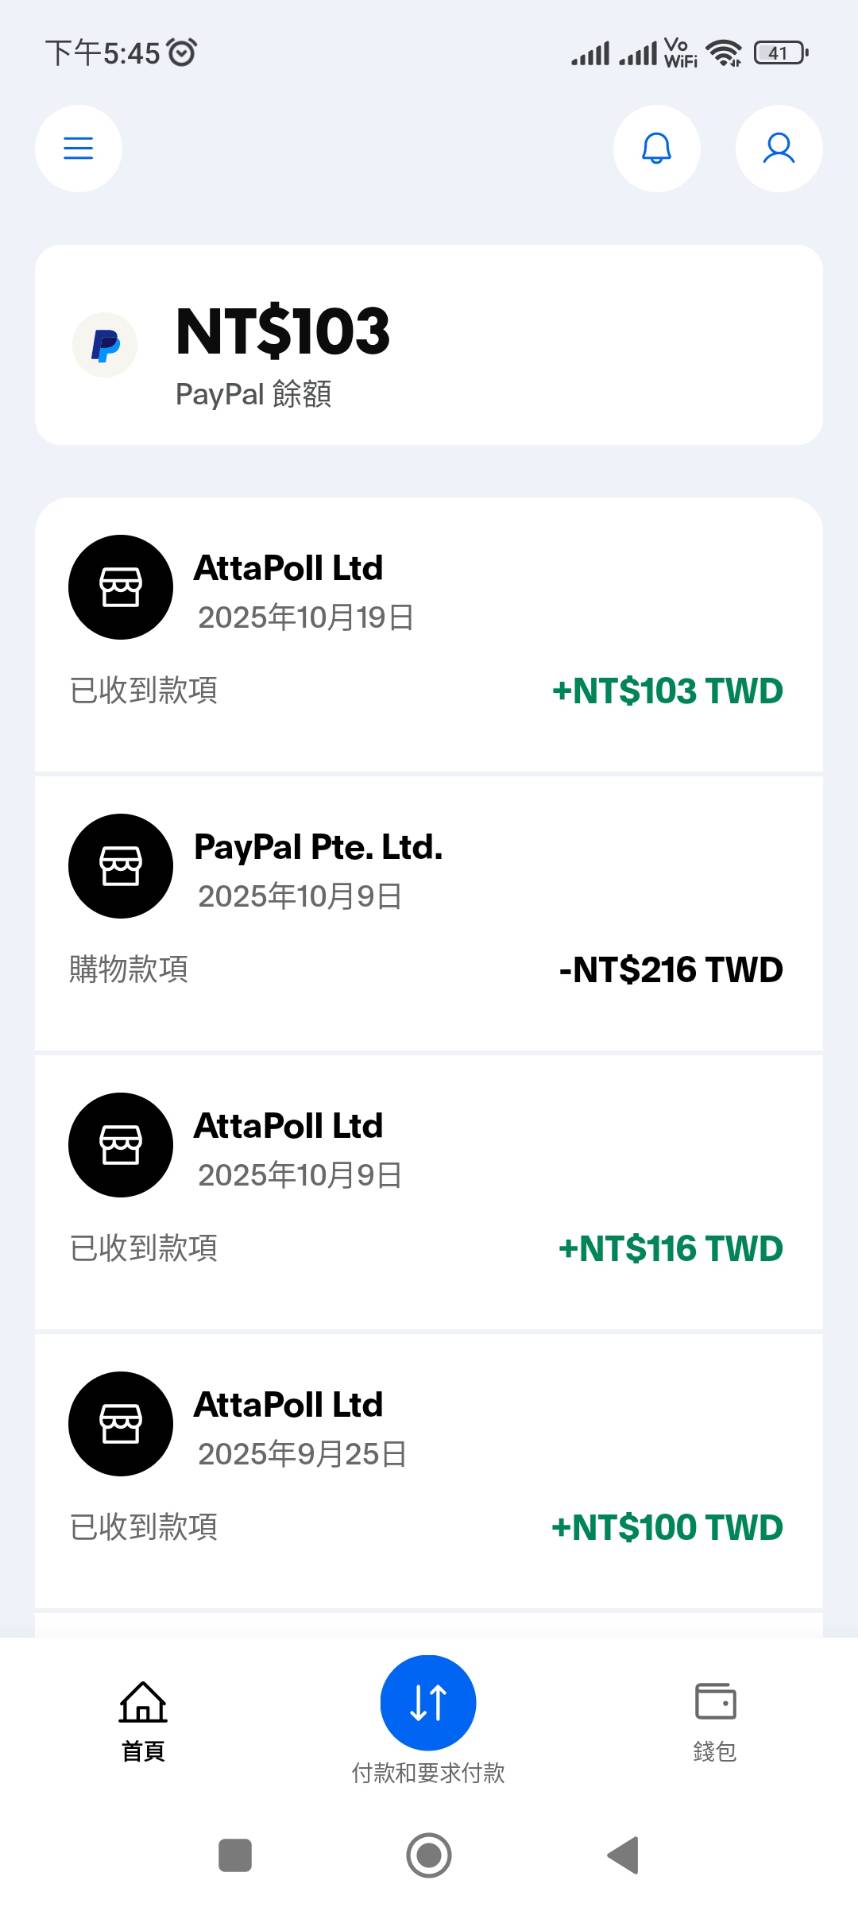 下午5:45
Vo
WiFi
41
NT$103
PayPal 餘額
AttaPoll Ltd
2025年10月19日
已收到款項
+NT$103 TWD
PayPal Pte. Ltd.
2025年10月9日
購物款項
-NT$216 TWD
AttaPoll Ltd
2025年10月9日
已收到款項
+NT$116 TWD
AttaPoll Ltd
2025年9月25日
已收到款項
+NT$100 TWD
首頁
付款和要求付款
錢包